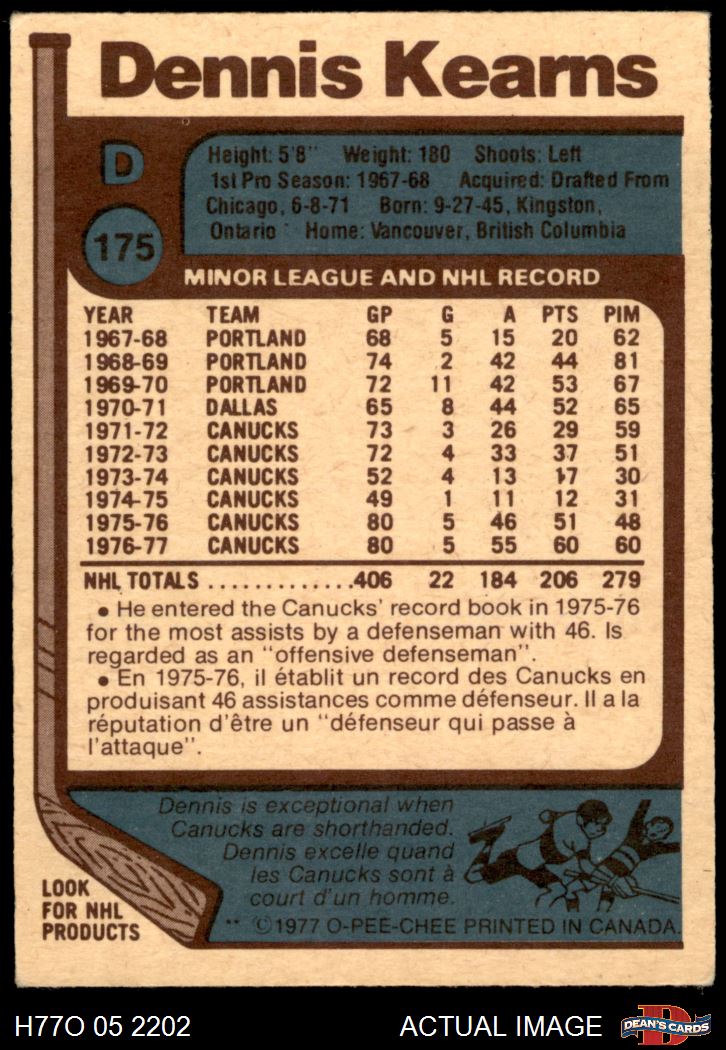 Dennis Kearns
D
175
Height: 5'8" Weight: 180 Shoots: Left
1st Pro Season: 1967-68 Acquired: Drafted From
Chicago, 6-8-71 Born: 9-27-45, Kingston,
Ontario Home: Vancouver, British Columbia
MINOR LEAGUE AND NHL RECORD
YEAR TEAM GP G A PTS PIM
1967-68 PORTLAND 68 5 15 20 62
1968-69 PORTLAND 74 2 42 44 81
1969-70 PORTLAND 72 11 42 53 67
1970-71 DALLAS 65 8 44 52 65
1971-72 CANUCKS 73 3 26 29 59
1972-73 CANUCKS 72 4 33 37 51
1973-74 CANUCKS 52 4 13 17 30
1974-75 CANUCKS 49 1 11 12 31
1975-76 CANUCKS 80 5 46 51 48
1976-77 CANUCKS 80 5 55 60 60
NHL TOTALS ............406 22 184 206 279
• He entered the Canucks' record book in 1975-76
for the most assists by a defenseman with 46. Is
regarded as an "offensive defenseman".
• En 1975-76, il établit un record des Canucks en
produisant 46 assistances comme défenseur. Il a la
réputation d'être un "défenseur qui passe à
l'attaque".
Dennis is exceptional when
Canucks are shorthanded.
Dennis excelle quand
les Canucks sont à
court d'un homme.
LOOK
FOR NHL
PRODUCTS
** ©1977 O-PEE-CHEE PRINTED IN CANADA.
H77O 05 2202 ACTUAL IMAGE D DEAN'S CARDS